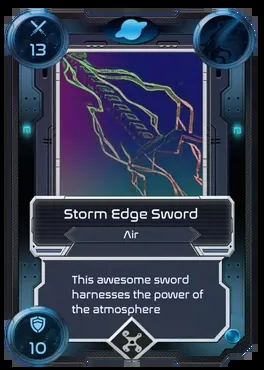 13
Storm Edge Sword
Air
This awesome sword
harnesses the power of
the atmosphere
10